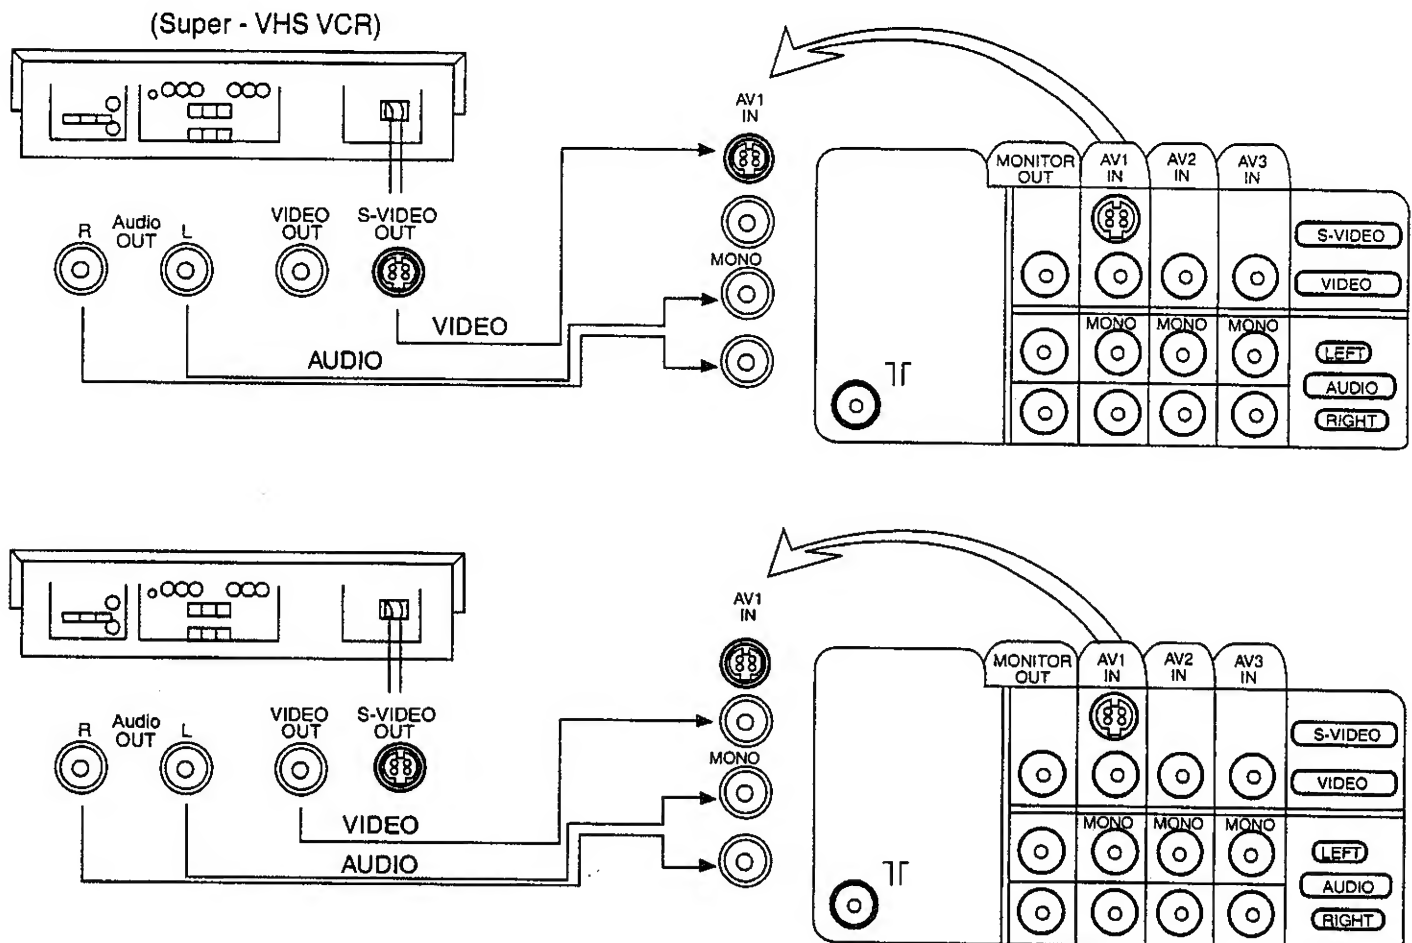 (Super - VHS VCR)
AV1
IN
MONITOR
OUT
AV1
IN
AV2
IN
AV3
IN
R
Audio
OUT
L
VIDEO
OUT
S-VIDEO
OUT
S-VIDEO
MONO
VIDEO
VIDEO
MONO
MONO
MONO
AUDIO
LEFT
AUDIO
RIGHT
AV1
IN
MONITOR
OUT
AV1
IN
AV2
IN
AV3
IN
R
Audio
OUT
L
VIDEO
OUT
S-VIDEO
OUT
S-VIDEO
MONO
VIDEO
VIDEO
MONO
MONO
MONO
AUDIO
LEFT
AUDIO
RIGHT